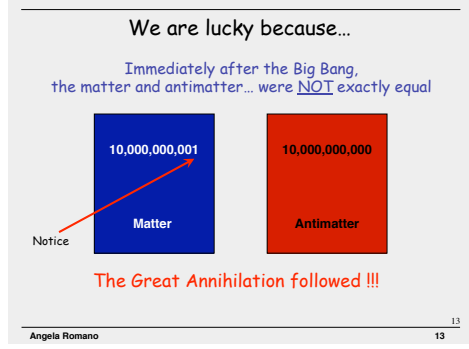 We are lucky because…
Immediately after the Big Bang,
the matter and antimatter… were NOT exactly equal
10,000,000,001
10,000,000,000
Matter
Antimatter
Notice
The Great Annihilation followed !!!
13
Angela Romano
13